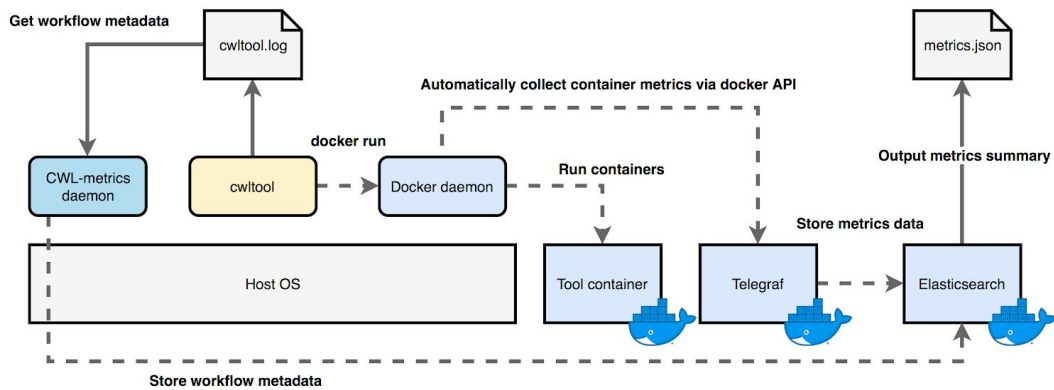 Get workflow metadata
cwltool.log
metrics.json
Automatically collect container metrics via docker API
docker run
Output metrics summary
CWL-metrics
daemon
cwltool
Docker daemon
Run containers
Store metrics data
Host OS
Tool container
Telegraf
Elasticsearch
Store workflow metadata